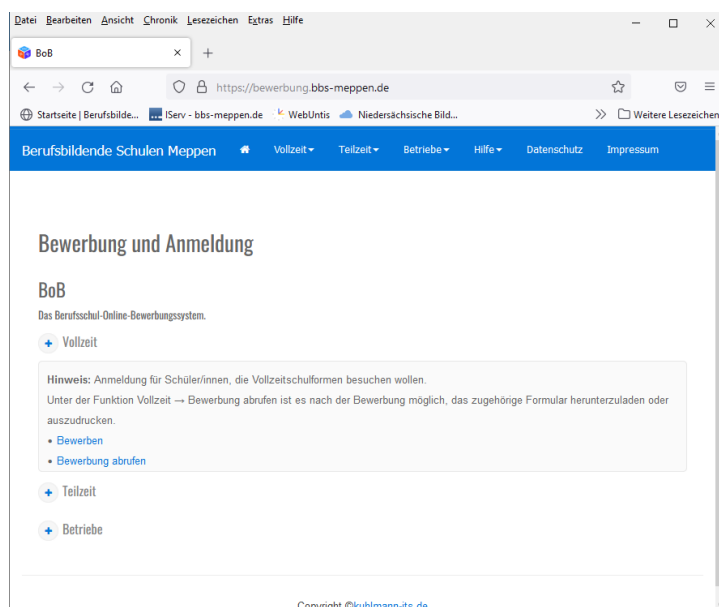 Datei Bearbeiten Ansicht Chronik Lesezeichen Extras Hilfe
BoB
https://bewerbung.bbs-meppen.de
Startseite | Berufsbilde... IServ - bbs-meppen.de WebUntis Niedersächsische Bild... Weitere Lesezeichen
Berufsbildende Schulen Meppen Vollzeit Teilzeit Betriebe Hilfe Datenschutz Impressum
Bewerbung und Anmeldung
BoB
Das Berufsschul-Online-Bewerbungssystem.
Vollzeit
Hinweis: Anmeldung für Schüler/innen, die Vollzeitschulformen besuchen wollen.
Unter der Funktion Vollzeit → Bewerbung abrufen ist es nach der Bewerbung möglich, das zugehörige Formular herunterzuladen oder
auszudrucken.
• Bewerben
• Bewerbung abrufen
Teilzeit
Betriebe
Copyright ©kuhlmann-its.de